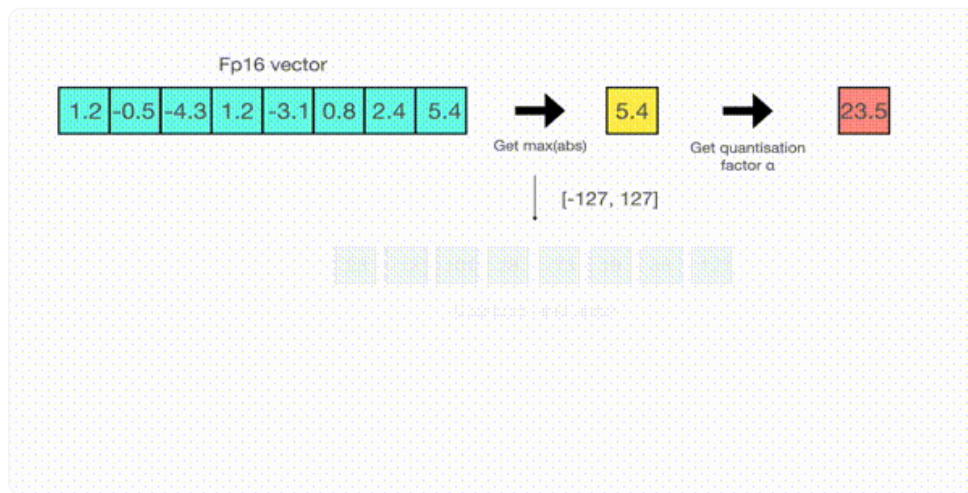 Fp16 vector
1.2 -0.5 -4.3 1.2 -3.1 0.8 2.4 5.4
5.4
23.5
Get max(abs)
Get quantisation
factor α
[-127, 127]